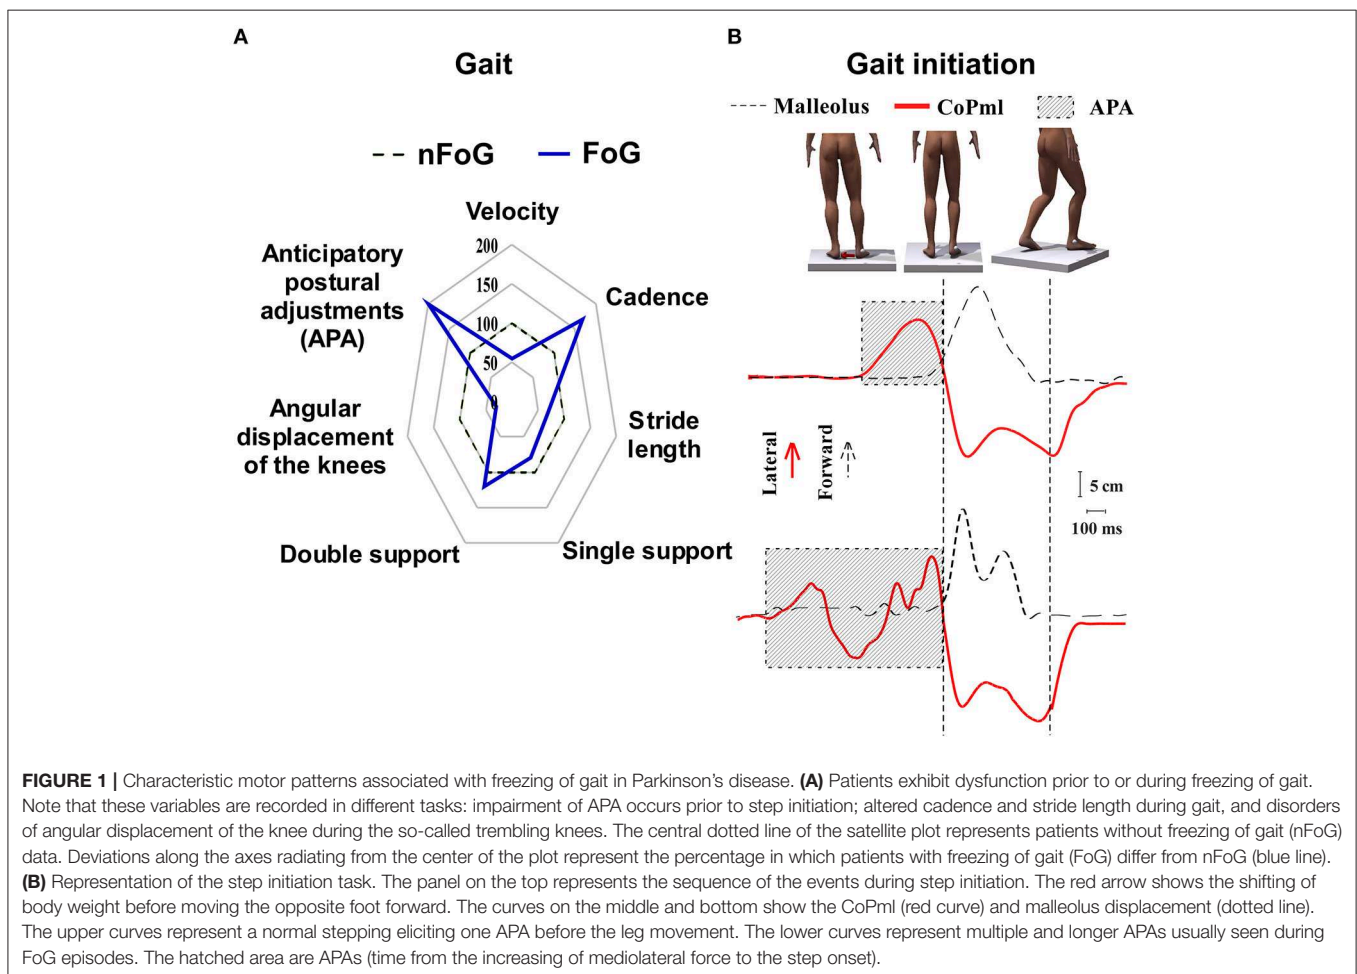 A
Gait
nFoG
FoG
Velocity
200
150
100
50
0
Anticipatory
postural
adjustments
(APA)
Cadence
Angular
displacement
of the knees
Stride
length
Double support
Single support
B
Gait initiation
Malleolus
CoPml
APA
Lateral
Forward
5 cm
100 ms
FIGURE 1 | Characteristic motor patterns associated with freezing of gait in Parkinson's disease. (A) Patients exhibit dysfunction prior to or during freezing of gait.
Note that these variables are recorded in different tasks: impairment of APA occurs prior to step initiation; altered cadence and stride length during gait, and disorders
of angular displacement of the knee during the so-called trembling knees. The central dotted line of the satellite plot represents patients without freezing of gait (nFoG)
data. Deviations along the axes radiating from the center of the plot represent the percentage in which patients with freezing of gait (FoG) differ from nFoG (blue line).
(B) Representation of the step initiation task. The panel on the top represents the sequence of the events during step initiation. The red arrow shows the shifting of
body weight before moving the opposite foot forward. The curves on the middle and bottom show the CoPml (red curve) and malleolus displacement (dotted line).
The upper curves represent a normal stepping eliciting one APA before the leg movement. The lower curves represent multiple and longer APAs usually seen during
FoG episodes. The hatched area are APAs (time from the increasing of mediolateral force to the step onset).